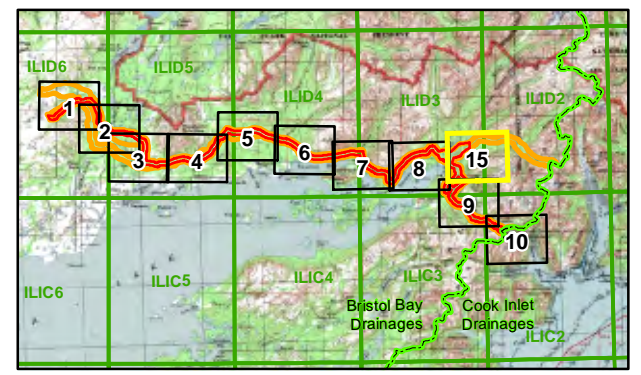 ILID6
ILID5
ILID4
ILID3
ILID2
1
2
3
4
5
6
7
8
15
9
10
ILIC6
ILIC5
ILIC4
ILIC3
ILIC2
Bristol Bay
Drainages
Cook Inlet
Drainages